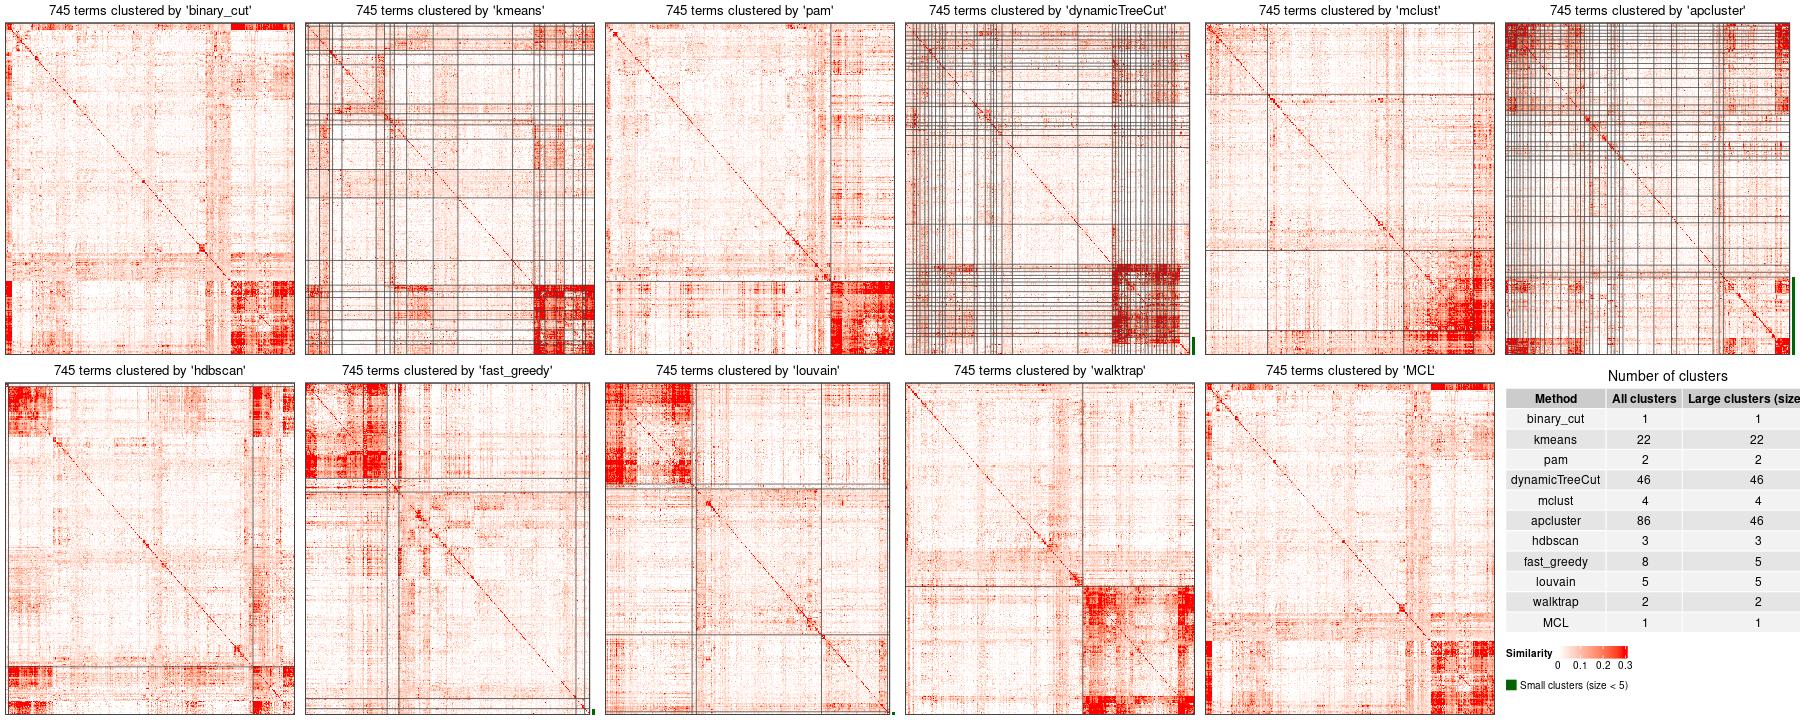 745 terms clustered by 'binary_cut'
745 terms clustered by 'kmeans'
745 terms clustered by 'pam'
745 terms clustered by 'dynamicTreeCut'
745 terms clustered by 'mclust'
745 terms clustered by 'apcluster'
745 terms clustered by 'hdbscan'
745 terms clustered by 'fast_greedy'
745 terms clustered by 'louvain'
745 terms clustered by 'walktrap'
745 terms clustered by 'MCL'
Number of clusters
Method All clusters Large clusters (size
binary_cut 1 1
kmeans 22 22
pam 2 2
dynamicTreeCut 46 46
mclust 4 4
apcluster 86 46
hdbscan 3 3
fast_greedy 8 5
louvain 5 5
walktrap 2 2
MCL 1 1
Similarity
0 0.1 0.2 0.3
Small clusters (size < 5)